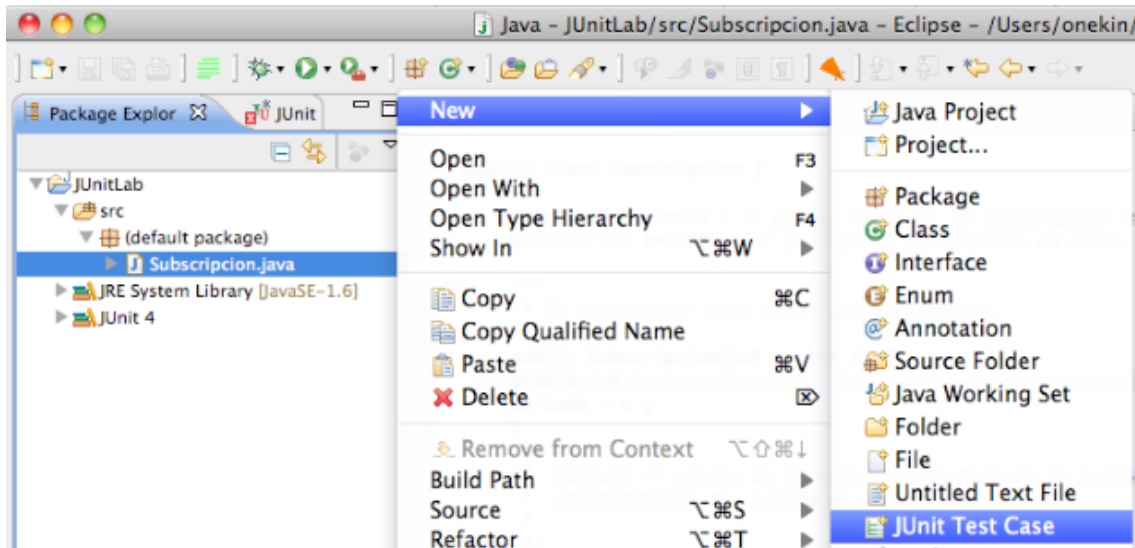 Java – JUnitLab/src/Subscripcion.java – Eclipse – /Users/onekin/
Package Explor
JUnit
JUnitLab
src
(default package)
Subscripcion.java
JRE System Library [JavaSE-1.6]
JUnit 4
New
Open F3
Open With
Open Type Hierarchy F4
Show In ⌥⌘W
Copy ⌘C
Copy Qualified Name
Paste ⌘V
Delete ⌦
Remove from Context ⌥⇧⌘↓
Build Path
Source ⌥⌘S
Refactor ⌥⌘T
Java Project
Project...
Package
Class
Interface
Enum
Annotation
Source Folder
Java Working Set
Folder
File
Untitled Text File
JUnit Test Case